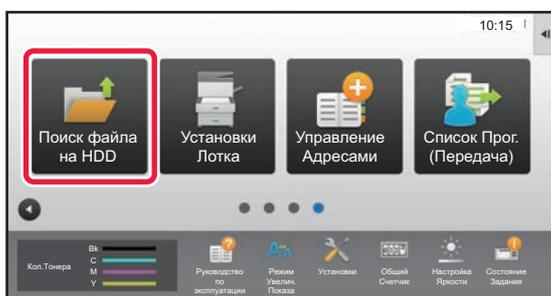 10:15
Поиск файла
на HDD
Установки
Лотка
Управление
Адресами
Список Прог.
(Передача)
Кол.Тонера
Bk
C
M
Y
Руководство
по
эксплуатации
Режим
Увелич.
Показа
Установки
Общий
Счетчик
Настройка
Яркости
Состояние
Задания